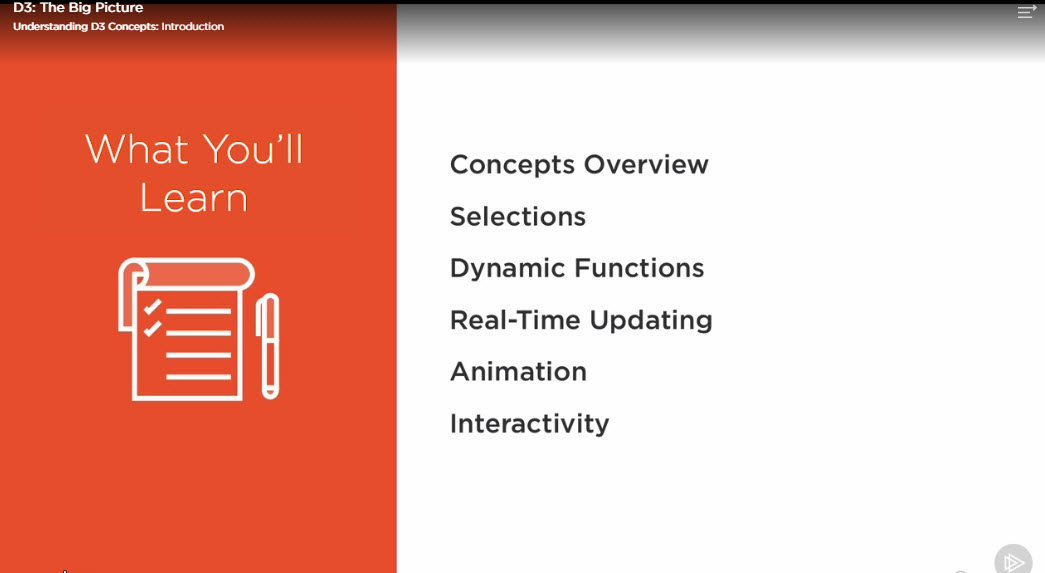 D3: The Big Picture
Understanding D3 Concepts: Introduction
What You'll
Learn
Concepts Overview
Selections
Dynamic Functions
Real-Time Updating
Animation
Interactivity